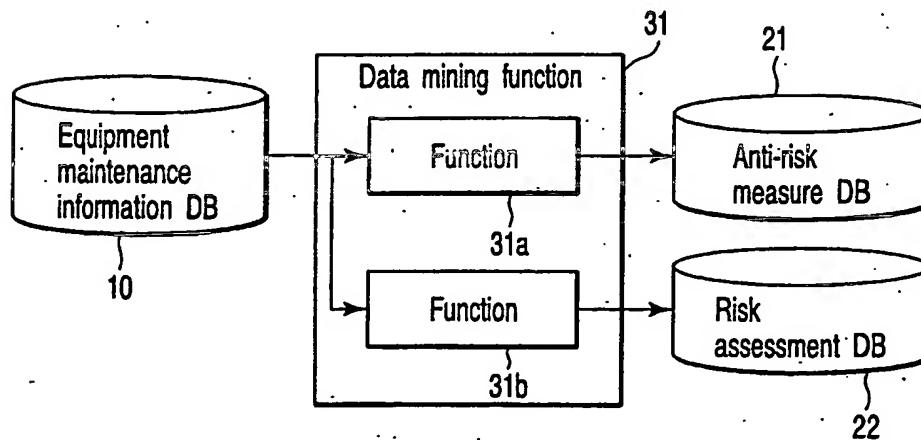 31
21
Data mining function
Equipment
maintenance
information DB
10
Function
31a
Function
31b
Anti-risk
measure DB
Risk
assessment DB
22